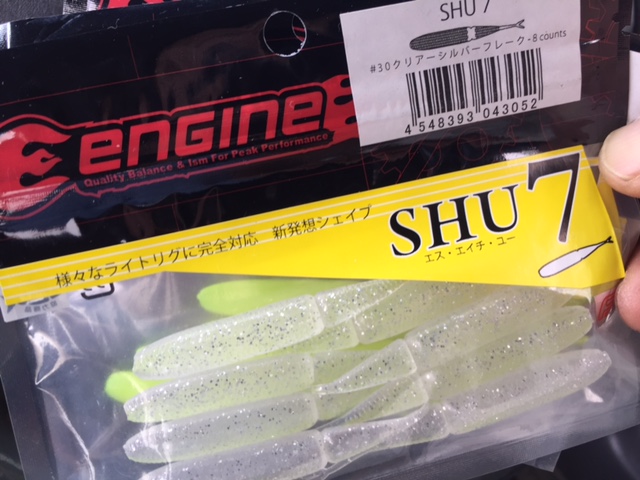 SHU 7
#30クリアーシルバーフレーク-8 counts
4 548393 043052
engine
Quality Balance & Ism For Peak Performance
様々なライトリグに完全対応 新発想シェイプ
SHU7
エス・エイチ・ユー